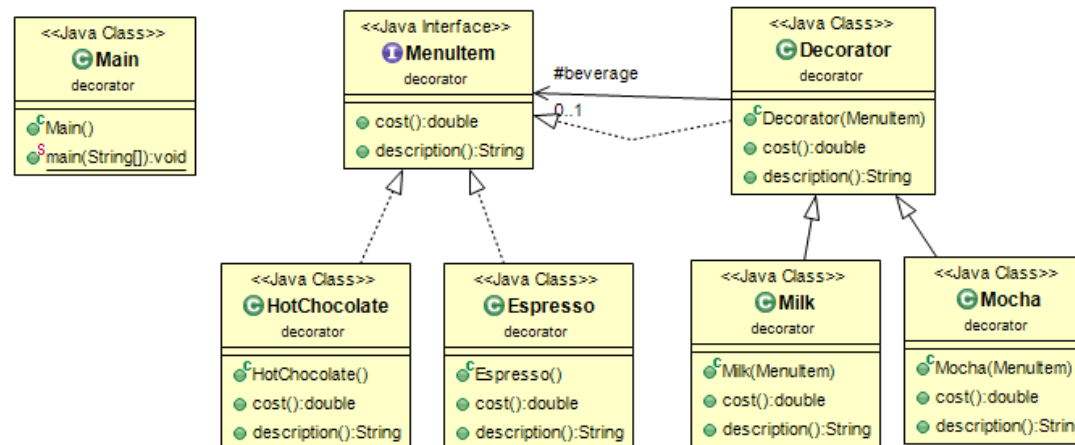 <<Java Class>>
Main
decorator
Main()
main(String[]):void
<<Java Interface>>
MenuItem
decorator
cost():double
description():String
#beverage
0..1
<<Java Class>>
Decorator
decorator
Decorator(MenuItem)
cost():double
description():String
<<Java Class>>
HotChocolate
decorator
HotChocolate()
cost():double
description():String
<<Java Class>>
Espresso
decorator
Espresso()
cost():double
description():String
<<Java Class>>
Milk
decorator
Milk(MenuItem)
cost():double
description():String
<<Java Class>>
Mocha
decorator
Mocha(MenuItem)
cost():double
description():String